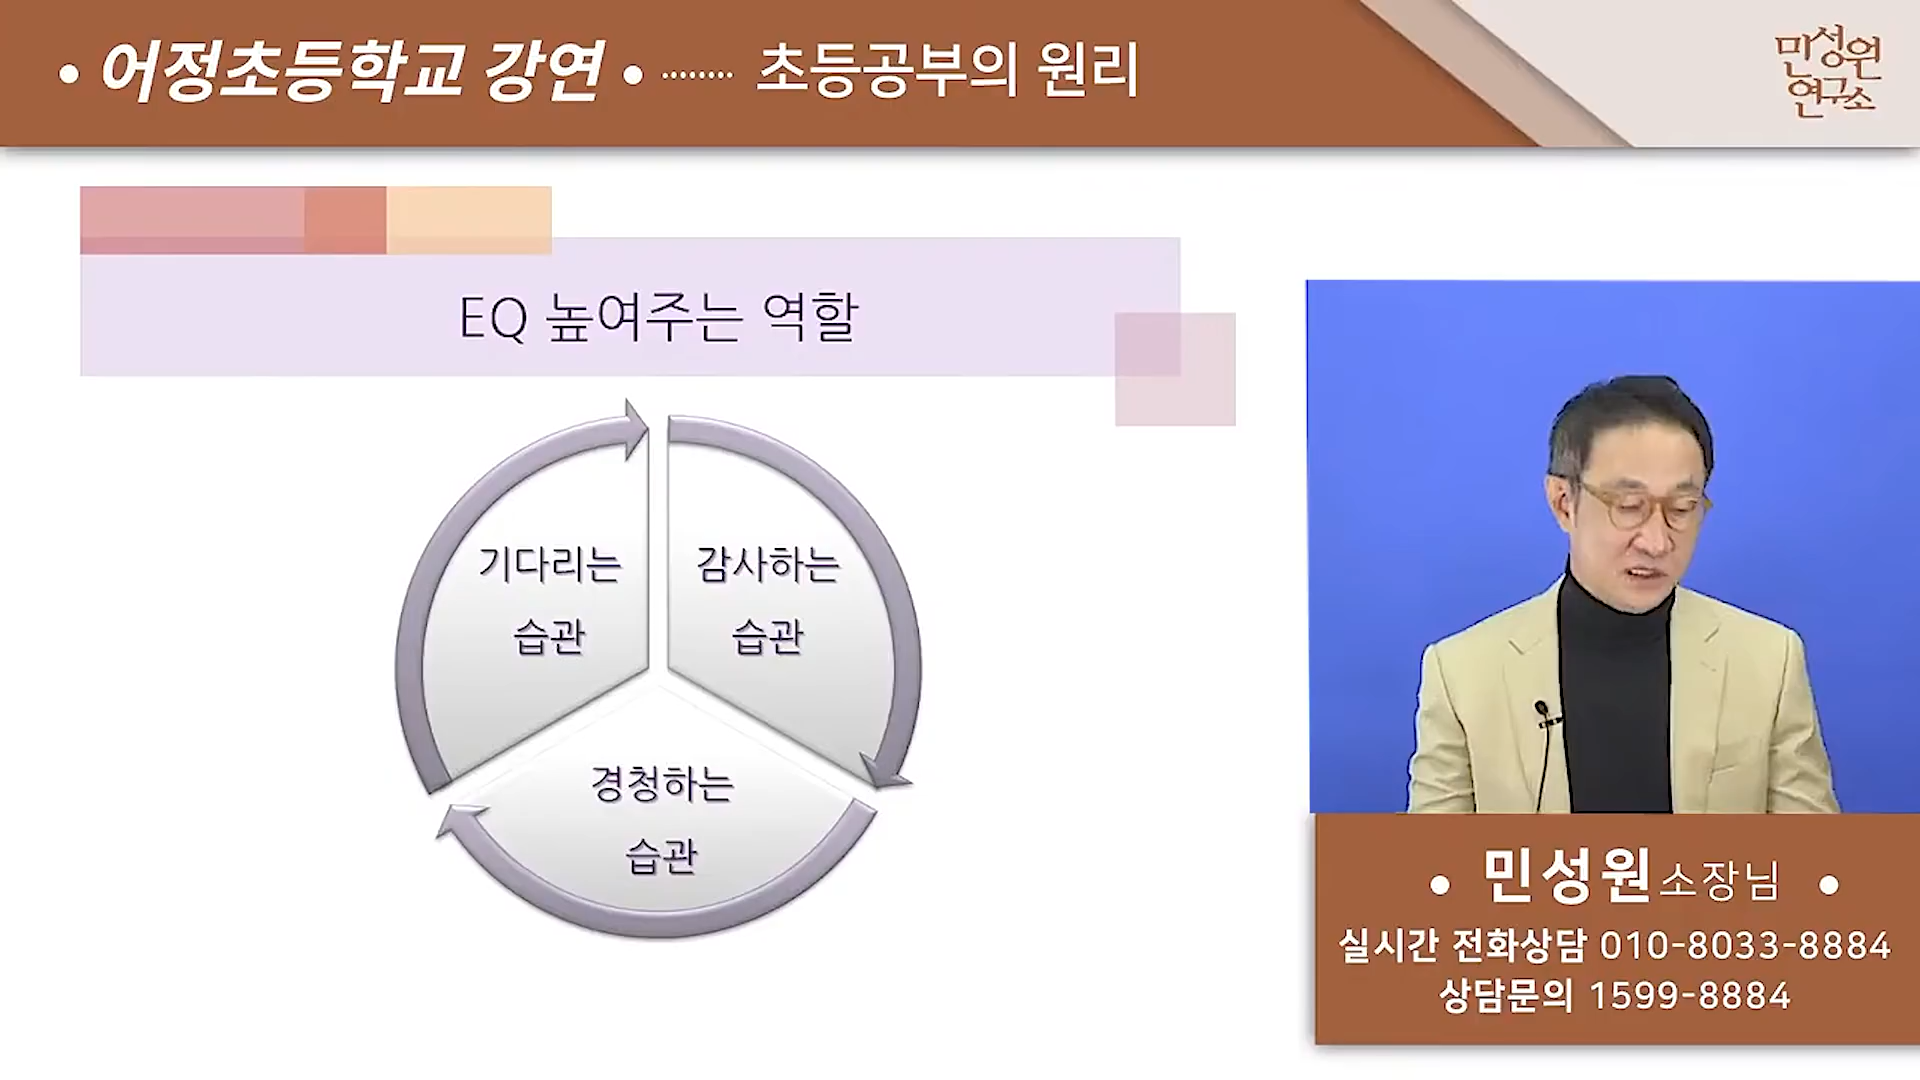 • 어정초등학교 강연 • ········ 초등공부의 원리
민성원
연구소
EQ 높여주는 역할
기다리는
습관
감사하는
습관
경청하는
습관
• 민성원 소장님 •
실시간 전화상담 010-8033-8884
상담문의 1599-8884